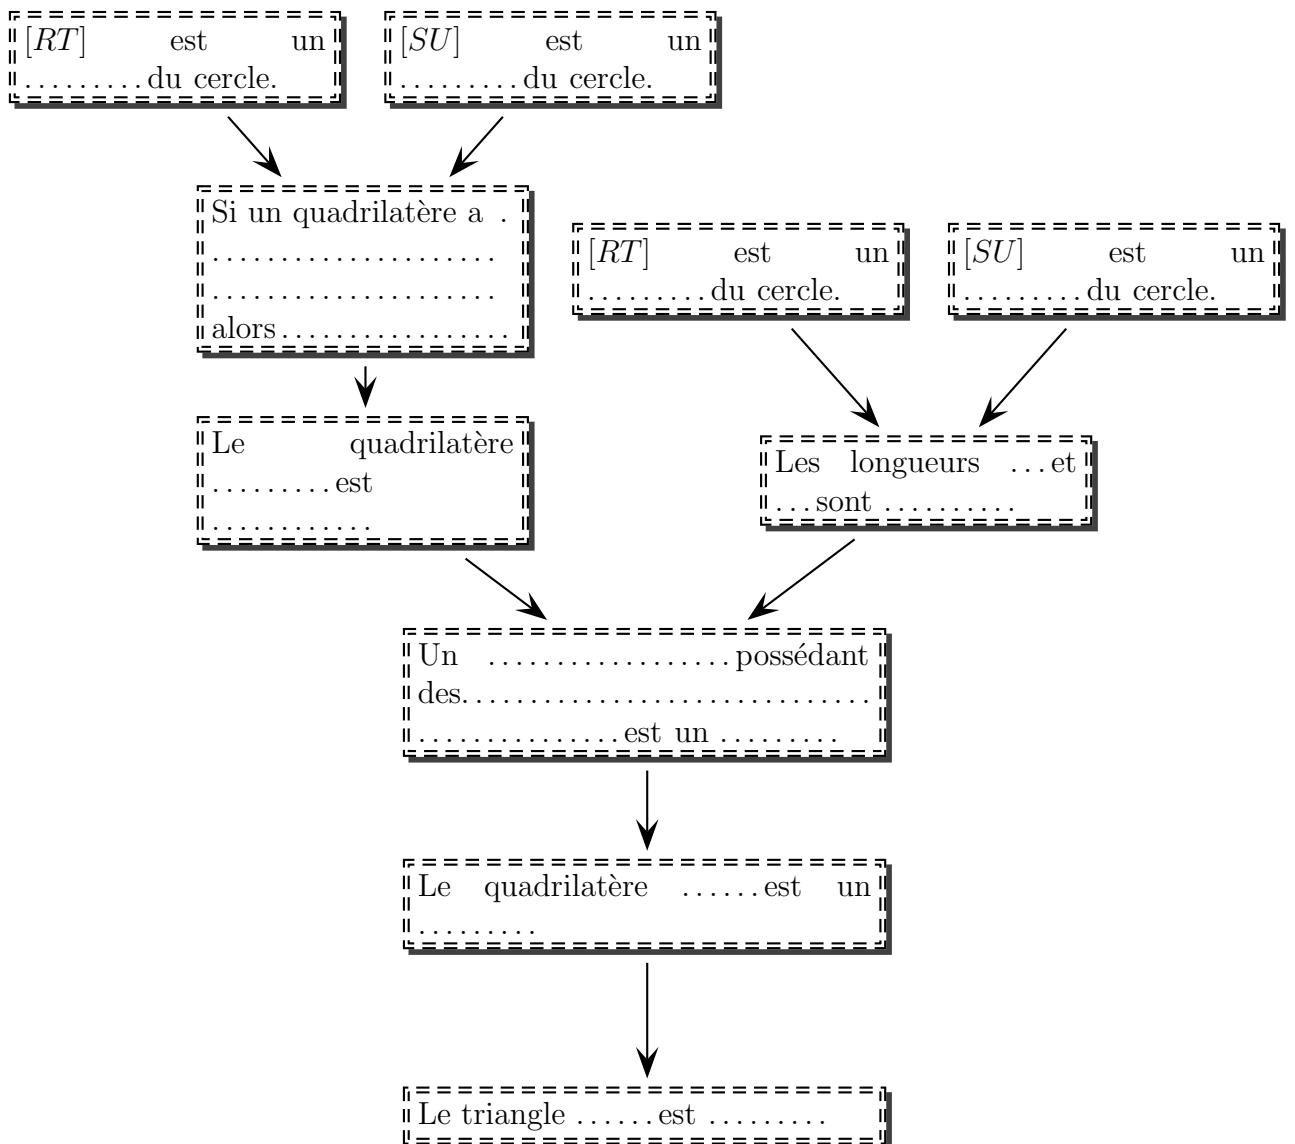 [RT] est un
.........du cercle.
[SU] est un
.........du cercle.
Si un quadrilatère a .
.....................
.....................
alors.................
[RT] est un
.........du cercle.
[SU] est un
.........du cercle.
Le quadrilatère
.........est
............
Les longueurs ...et
...sont ..........
Un ..................possédant
des..............................
...............est un .........
Le quadrilatère ......est un
.........
Le triangle ......est .........